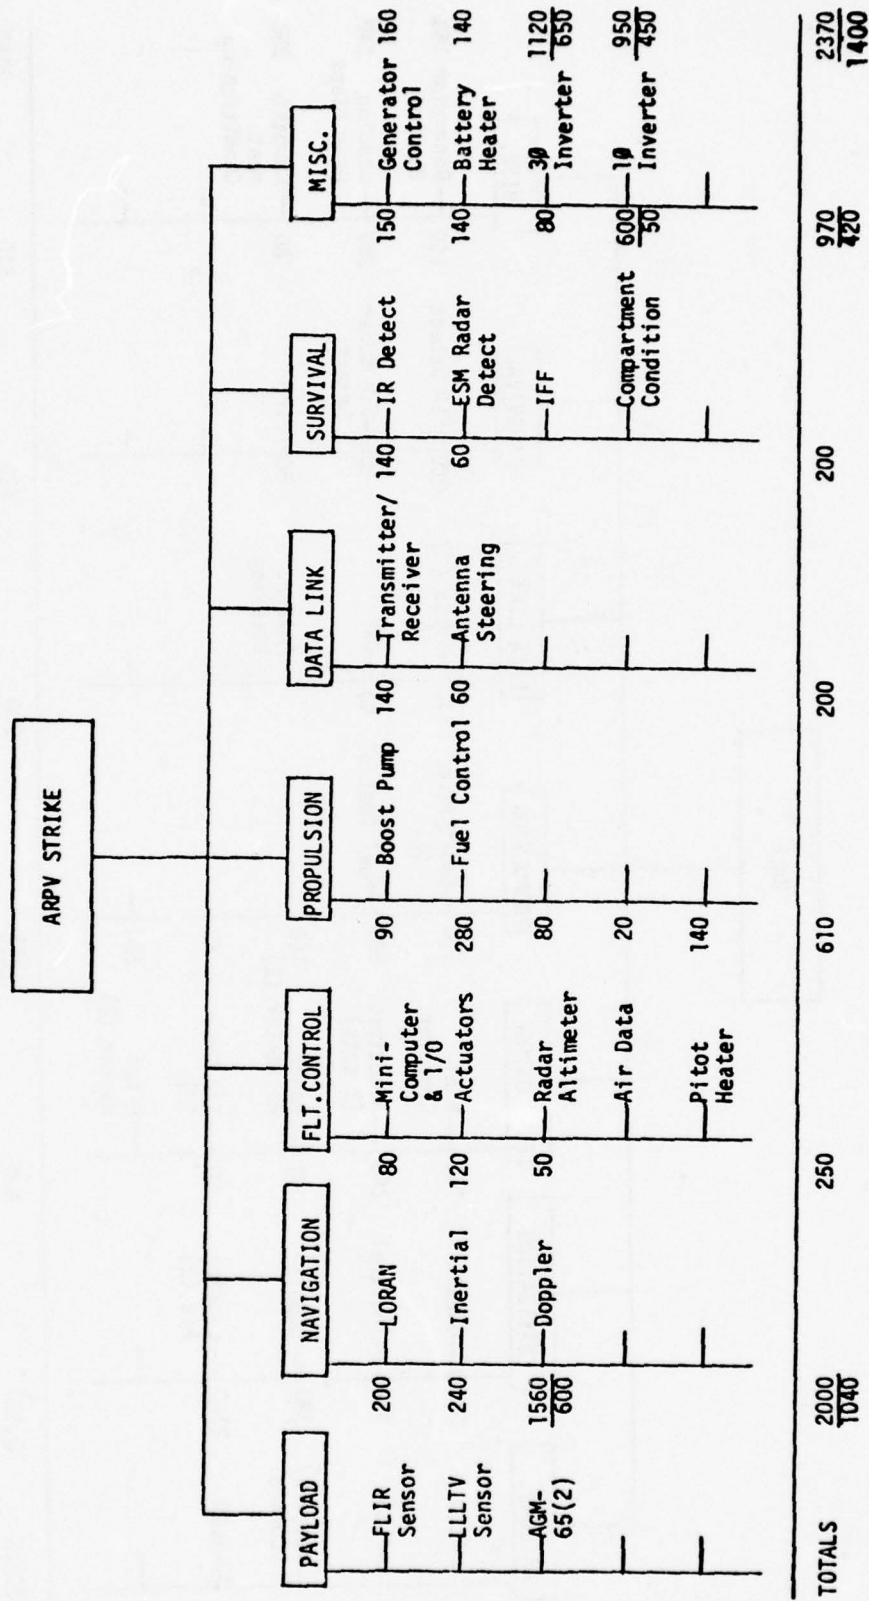 ARPV STRIKE
PAYLOAD
FLIR 200
Sensor
LLLTV 240
Sensor
AGM- 1560
65(2) 600
NAVIGATION
LORAN 80
Inertial 120
Doppler 50
FLT.CONTROL
Mini- 90
Computer
& I/O
Actuators 280
Radar 80
Altimeter
Air Data 20
Pitot 140
Heater
PROPULSION
Boost Pump 140
Fuel Control 60
DATA LINK
Transmitter/ 140
Receiver
Antenna 60
Steering
SURVIVAL
IR Detect 150
ESM Radar 140
Detect
IFF 80
Compartment 600
Condition 50
MISC.
Generator 160
Control
Battery 140
Heater
3Ø 1120
Inverter 650
1Ø 950
Inverter 450
TOTALS 2000 250 610 200 200 970 2370
1040 420 1400